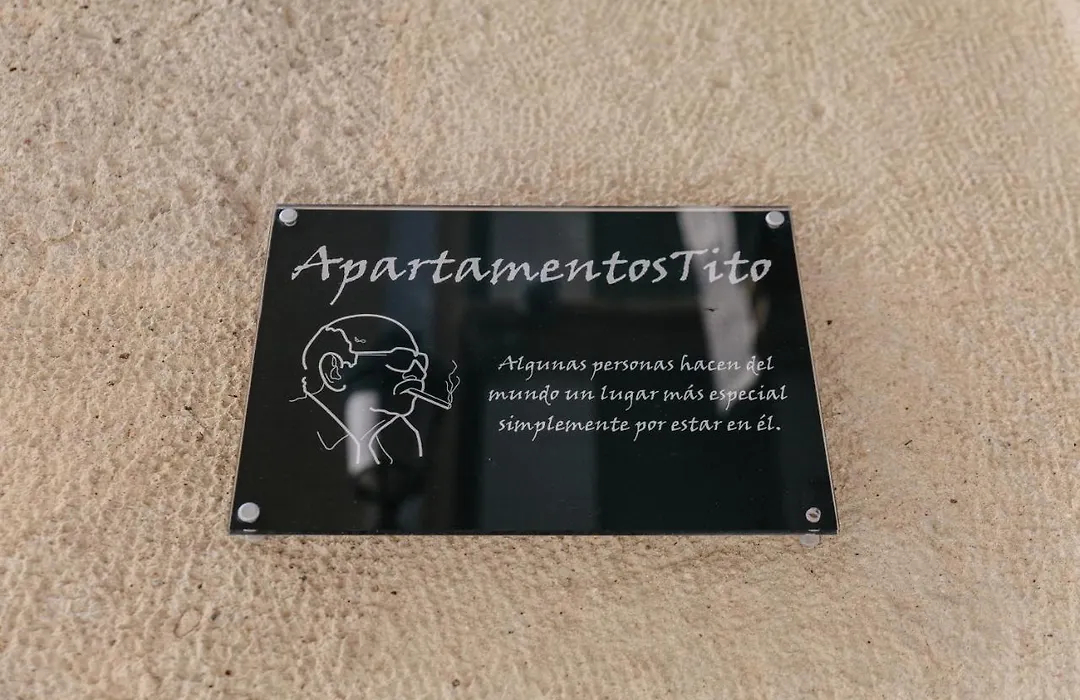 ApartamentosTito
Algunas personas hacen del
mundo un lugar más especial
simplemente por estar en él.